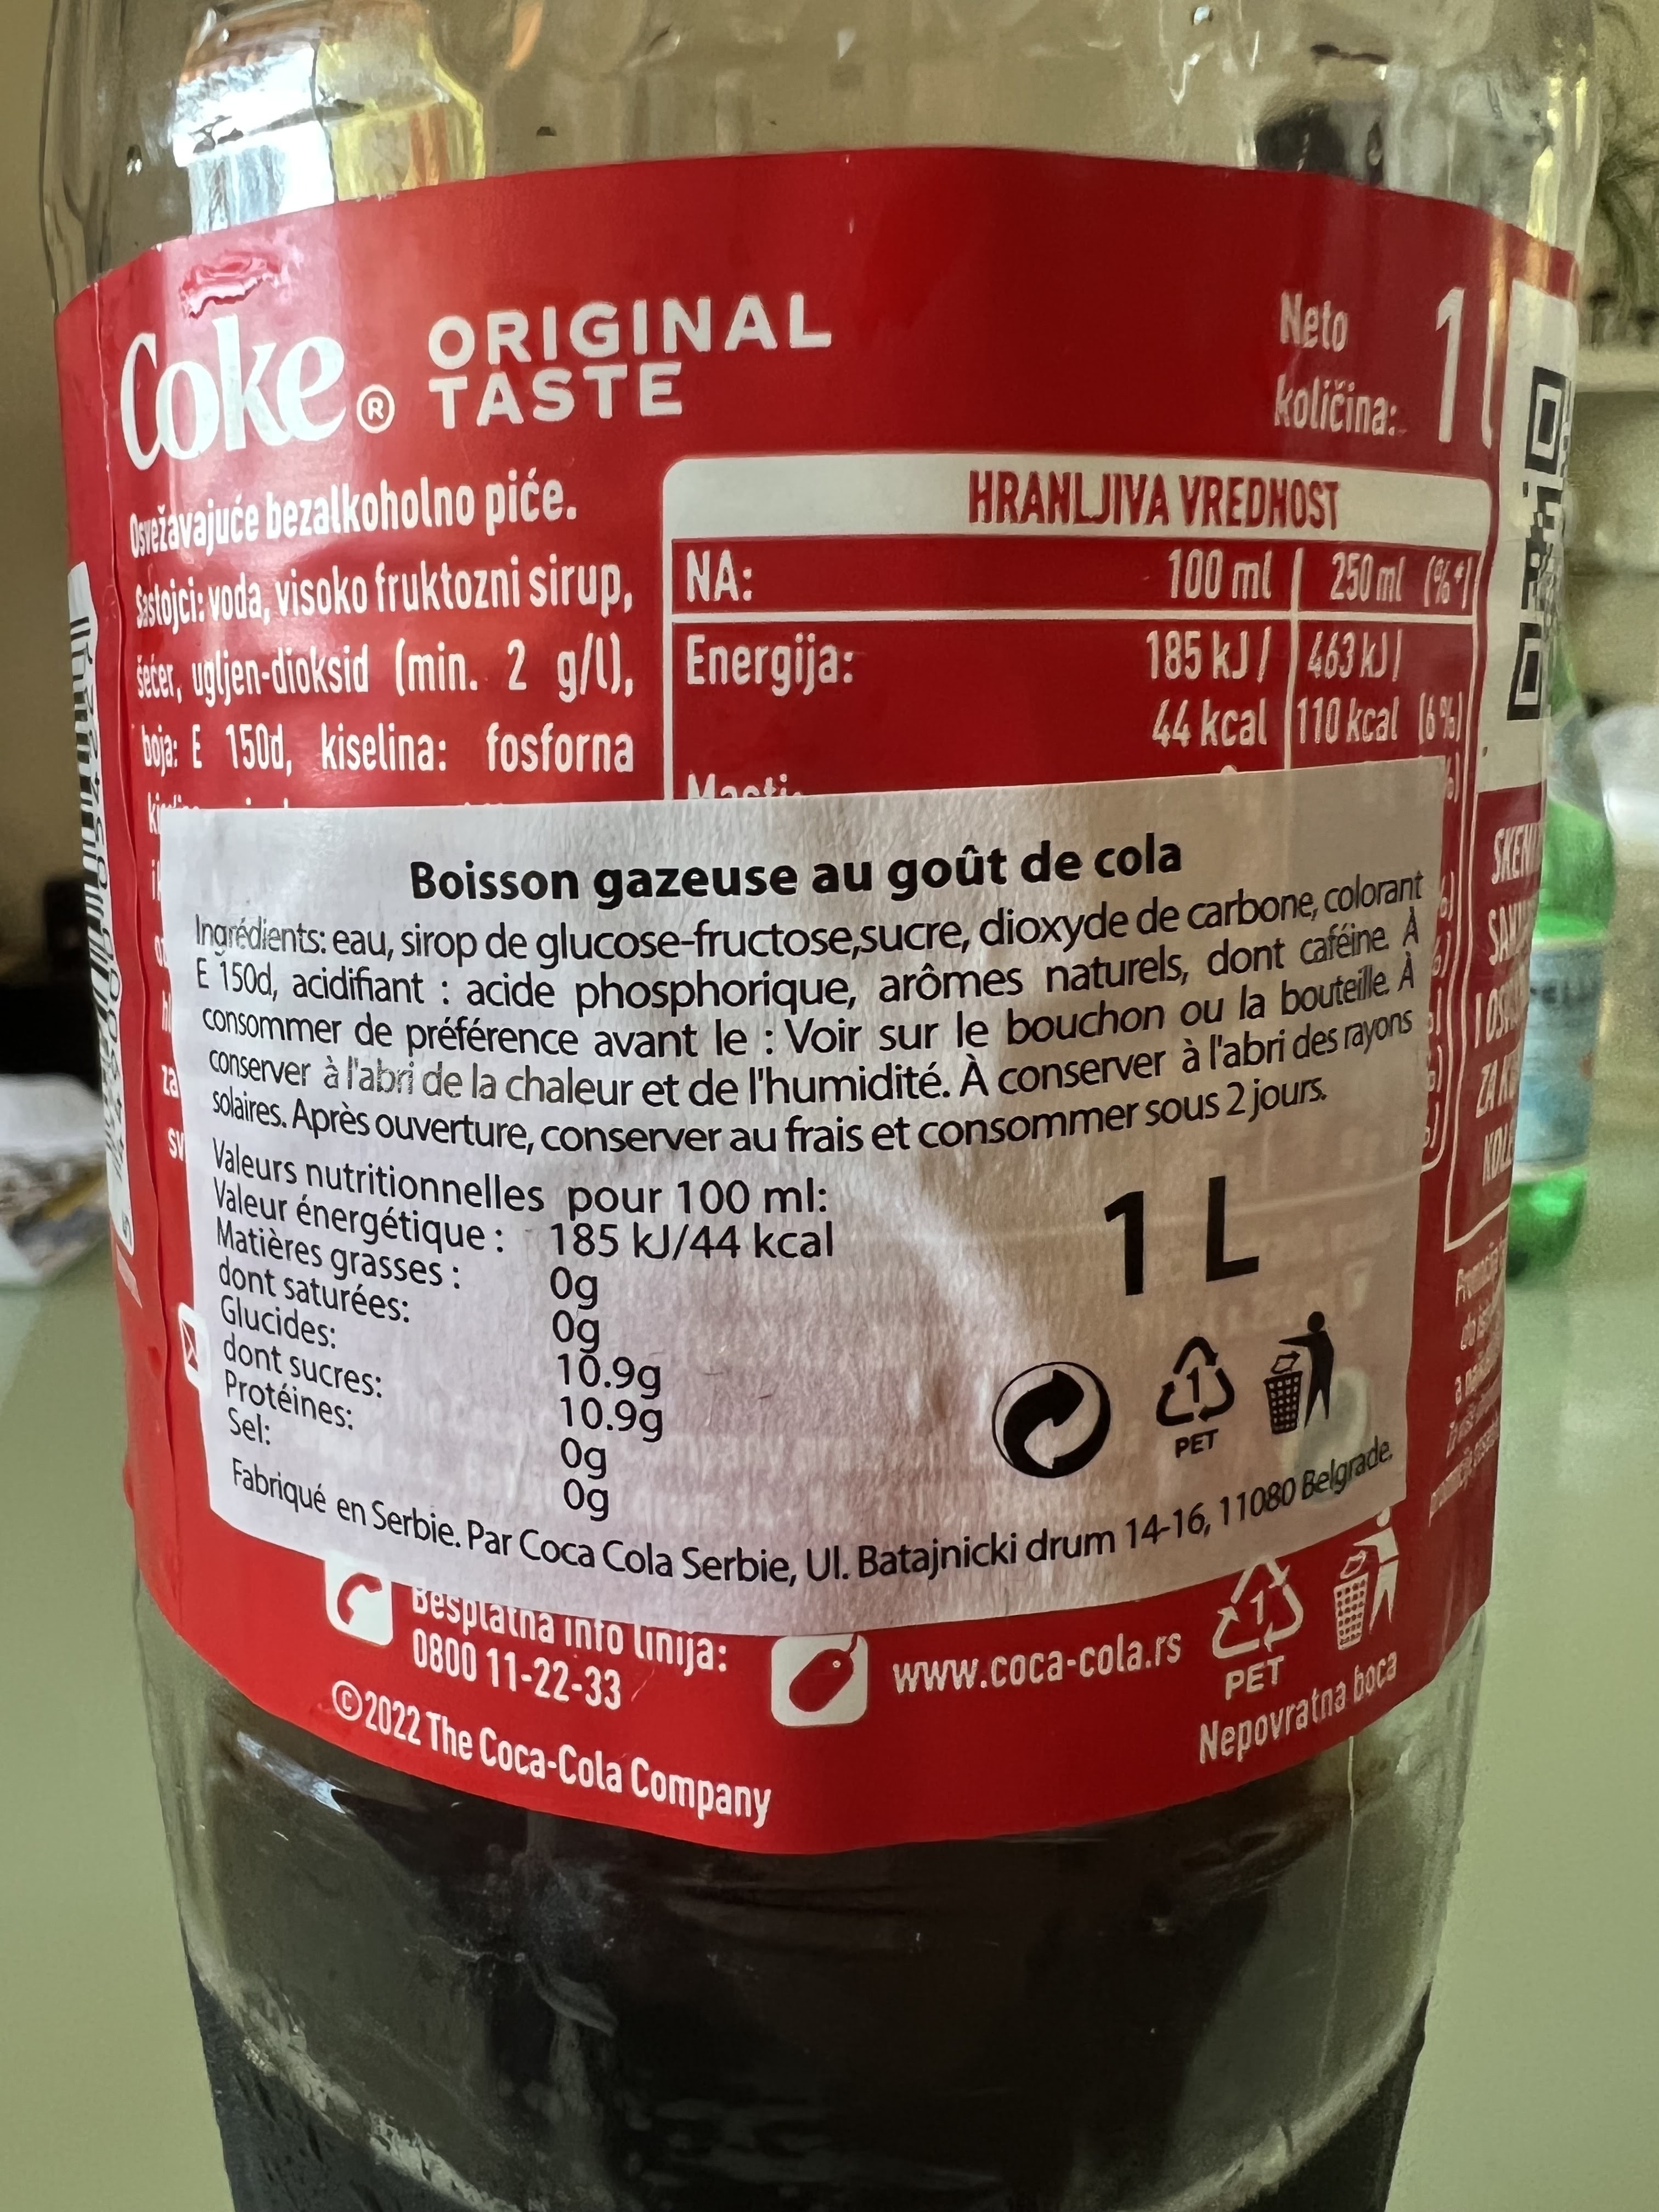 Coke® ORIGINAL
TASTE
Neto
količina: 1 l
Osvežavajuće bezalkoholno piće.
Sastojci: voda, visoko fruktozni sirup,
šećer, ugljen-dioksid (min. 2 g/l),
boja: E 150d, kiselina: fosforna
HRANLJIVA VREDNOST
NA: 100 ml 250 ml (%*)
Energija: 185 kJ / 463 kJ /
44 kcal 110 kcal (6%)
Masti:
Boisson gazeuse au goût de cola
Ingrédients: eau, sirop de glucose-fructose,sucre, dioxyde de carbone, colorant
E 150d, acidifiant : acide phosphorique, arômes naturels, dont caféine. À
consommer de préférence avant le : Voir sur le bouchon ou la bouteille. À
conserver à l'abri de la chaleur et de l'humidité. À conserver à l'abri des rayons
solaires. Après ouverture, conserver au frais et consommer sous 2 jours.
Valeurs nutritionnelles pour 100 ml:
Valeur énergétique : 185 kJ/44 kcal
Matières grasses : 0g
dont saturées: 0g
Glucides: 10.9g
dont sucres: 10.9g
Protéines: 0g
Sel: 0g
1 L
1
PET
Fabriqué en Serbie. Par Coca Cola Serbie, Ul. Batajnicki drum 14-16, 11080 Belgrade.
Besplatna info linija:
0800 11-22-33
www.coca-cola.rs
1
PET
Nepovratna boca
©2022 The Coca-Cola Company